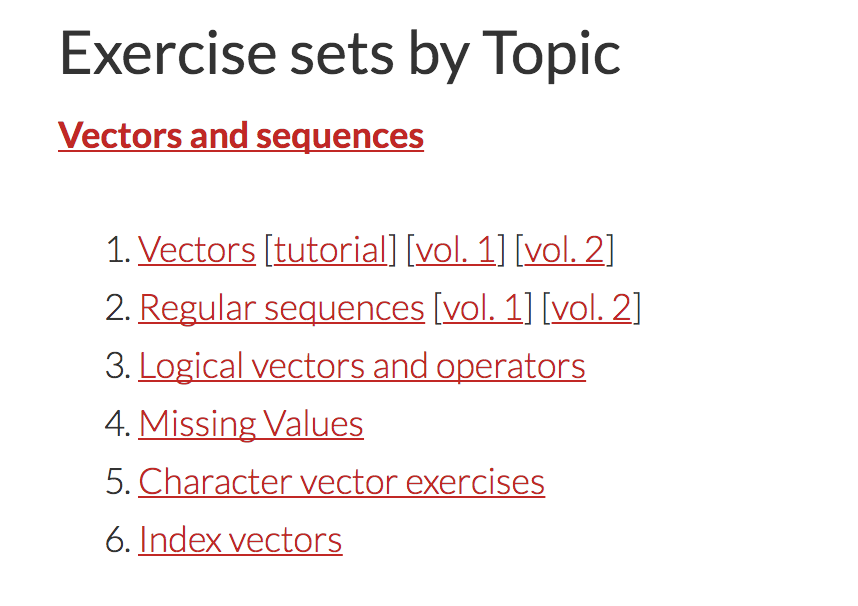 Exercise sets by Topic
Vectors and sequences
1. Vectors [tutorial] [vol. 1] [vol. 2]
2. Regular sequences [vol. 1] [vol. 2]
3. Logical vectors and operators
4. Missing Values
5. Character vector exercises
6. Index vectors